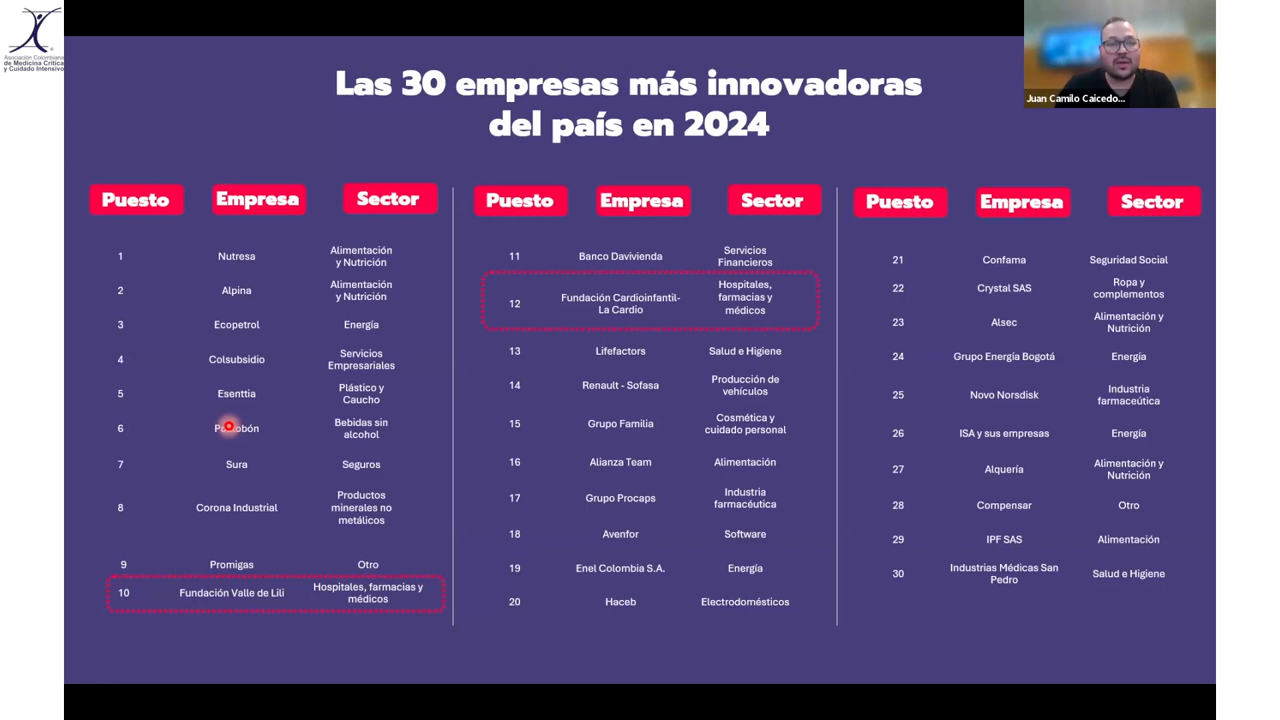 Asociación Colombiana
de Medicina Crítica
y Cuidado Intensivo
Juan Camilo Caicedo...
Las 30 empresas más innovadoras
del país en 2024
Puesto Empresa Sector
1 Nutresa Alimentación
y Nutrición
2 Alpina Alimentación
y Nutrición
3 Ecopetrol Energía
4 Colsubsidio Servicios
Empresariales
5 Esenttia Plástico y
Caucho
6 Bebidas sin
alcohol
7 Sura Seguros
8 Corona Industrial Productos
minerales no
metálicos
9 Promigas Otro
10 Fundación Valle de Lili Hospitales, farmacias y
médicos
Puesto Empresa Sector
11 Banco Davivienda Servicios
Financieros
12 Fundación Cardioinfantil-
La Cardio Hospitales,
farmacias y
médicos
13 Lifefactors Salud e Higiene
14 Renault - Sofasa Producción de
vehículos
15 Grupo Familia Cosmética y
cuidado personal
16 Alianza Team Alimentación
17 Grupo Procaps Industria
farmacéutica
18 Avenfor Software
19 Enel Colombia S.A. Energía
20 Haceb Electrodomésticos
Puesto Empresa Sector
21 Confama Seguridad Social
22 Crystal SAS Ropa y
complementos
23 Alsec Alimentación y
Nutrición
24 Grupo Energía Bogotá Energía
25 Novo Norsdisk Industria
farmaceútica
26 ISA y sus empresas Energía
27 Alquería Alimentación y
Nutrición
28 Compensar Otro
29 IPF SAS Alimentación
30 Industrias Médicas San
Pedro Salud e Higiene